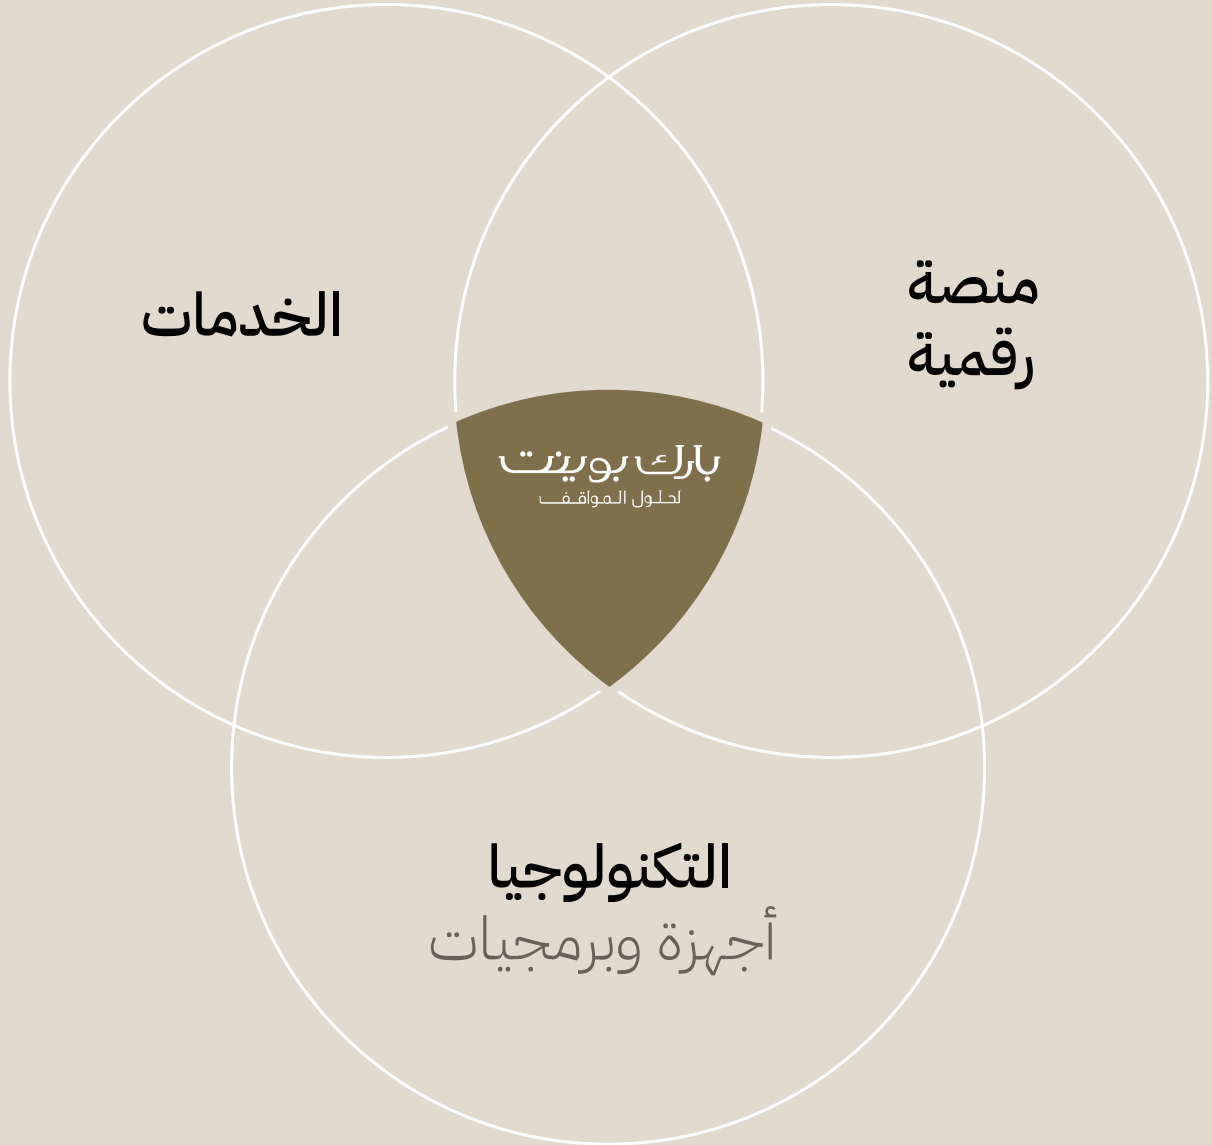 منصة
رقمية
الخدمات
بارك بوينت
لحلول المواقف
التكنولوجيا
أجهزة وبرمجيات